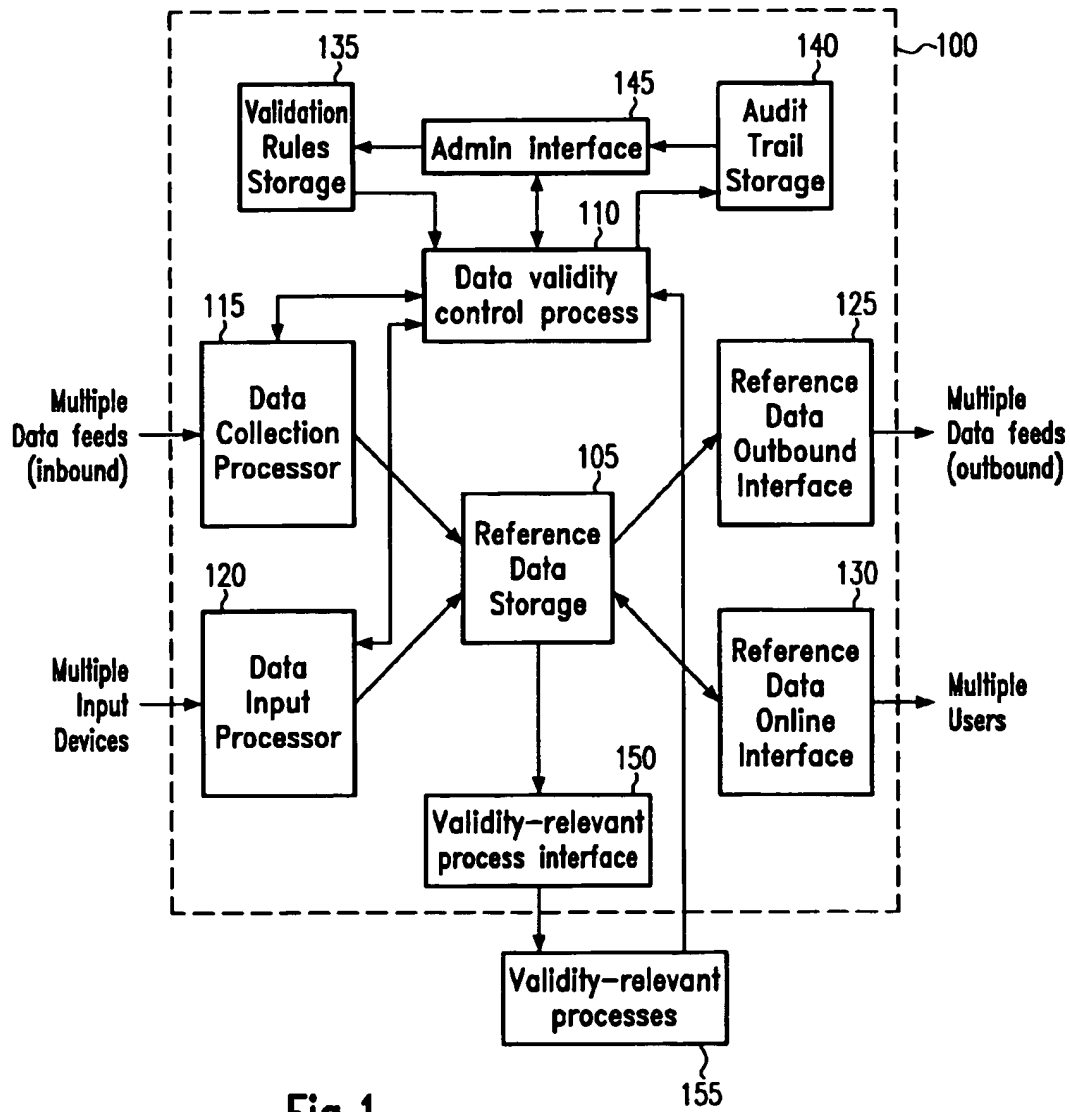 135
140
100
145
Validation
Rules
Storage
Admin interface
Audit
Trail
Storage
110
Data validity
control process
115
125
Multiple
Data feeds
(inbound)
Data
Collection
Processor
Reference
Data
Outbound
Interface
Multiple
Data feeds
(outbound)
105
Reference
Data
Storage
120
130
Multiple
Input
Devices
Data
Input
Processor
Reference
Data
Online
Interface
Multiple
Users
150
Validity-relevant
process interface
Validity-relevant
processes
155
Fig. 1